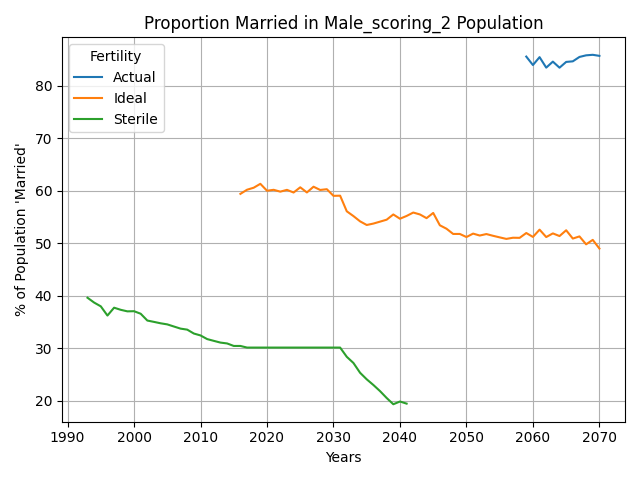 Proportion Married in Male_scoring_2 Population
% of Population 'Married'
Fertility
Actual
Ideal
Sterile
80
70
60
50
40
30
20
1990 2000 2010 2020 2030 2040 2050 2060 2070
Years